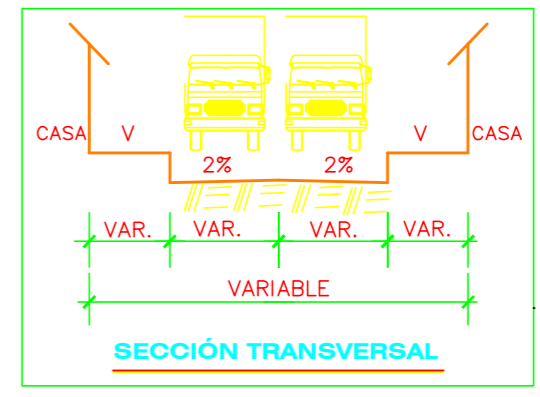 CASA V V CASA
2% 2%
VAR. VAR. VAR. VAR.
VARIABLE
SECCIÓN TRANSVERSAL